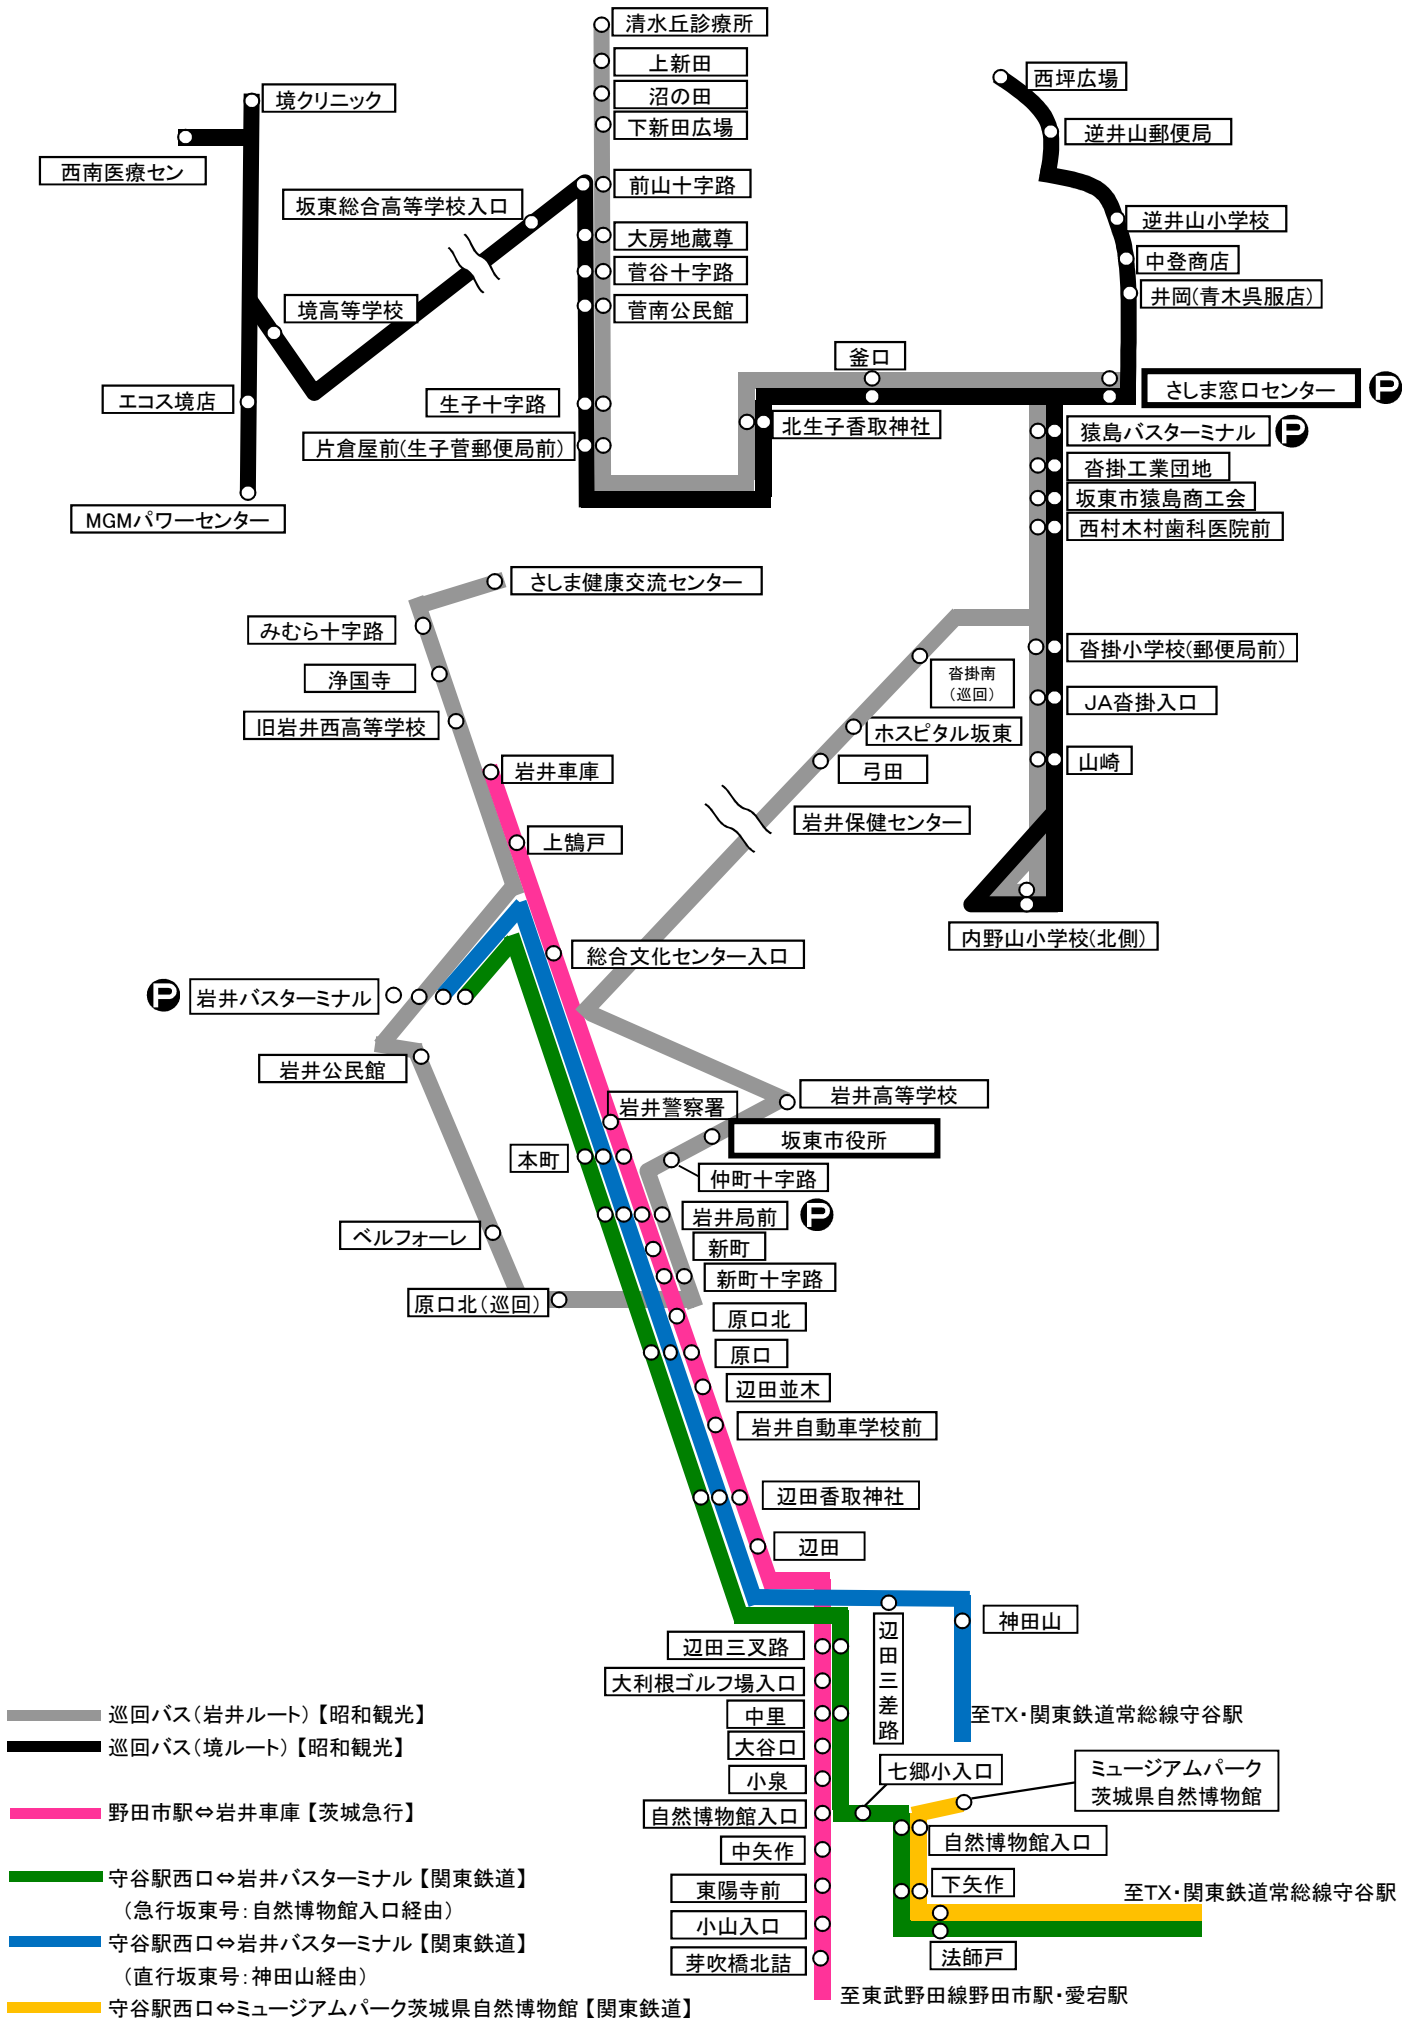 清水丘診療所
上新田
沼の田
下新田広場
前山十字路
大房地蔵尊
菅谷十字路
菅南公民館
西坪広場
逆井山郵便局
逆井山小学校
中登商店
井岡(青木呉服店)
境クリニック
西南医療セン
坂東総合高等学校入口
境高等学校
エコス境店
MGMパワーセンター
生子十字路
片倉屋前(生子菅郵便局前)
釜口
北生子香取神社
さしま窓口センター P
猿島バスターミナル P
沓掛工業団地
坂東市猿島商工会
西村木村歯科医院前
沓掛小学校(郵便局前)
JA沓掛入口
山崎
内野山小学校(北側)
沓掛南
(巡回)
ホスピタル坂東
弓田
岩井保健センター
さしま健康交流センター
みむら十字路
浄国寺
旧岩井西高等学校
岩井車庫
上鵠戸
総合文化センター入口
P 岩井バスターミナル
岩井公民館
岩井高等学校
岩井警察署
坂東市役所
本町
仲町十字路
岩井局前 P
ベルフォーレ
新町
新町十字路
原口北(巡回)
原口北
原口
辺田並木
岩井自動車学校前
辺田香取神社
辺田
辺田三叉路
大利根ゴルフ場入口
中里
大谷口
小泉
自然博物館入口
中矢作
東陽寺前
小山入口
芽吹橋北詰
至東武野田線野田市駅・愛宕駅
辺田三差路
神田山
至TX・関東鉄道常総線守谷駅
七郷小入口
ミュージアムパーク
茨城県自然博物館
自然博物館入口
下矢作
至TX・関東鉄道常総線守谷駅
法師戸
巡回バス(岩井ルート)【昭和観光】
巡回バス(境ルート)【昭和観光】
野田市駅⇔岩井車庫【茨城急行】
守谷駅西口⇔岩井バスターミナル【関東鉄道】
(急行坂東号:自然博物館入口経由)
守谷駅西口⇔岩井バスターミナル【関東鉄道】
(直行坂東号:神田山経由)
守谷駅西口⇔ミュージアムパーク茨城県自然博物館【関東鉄道】